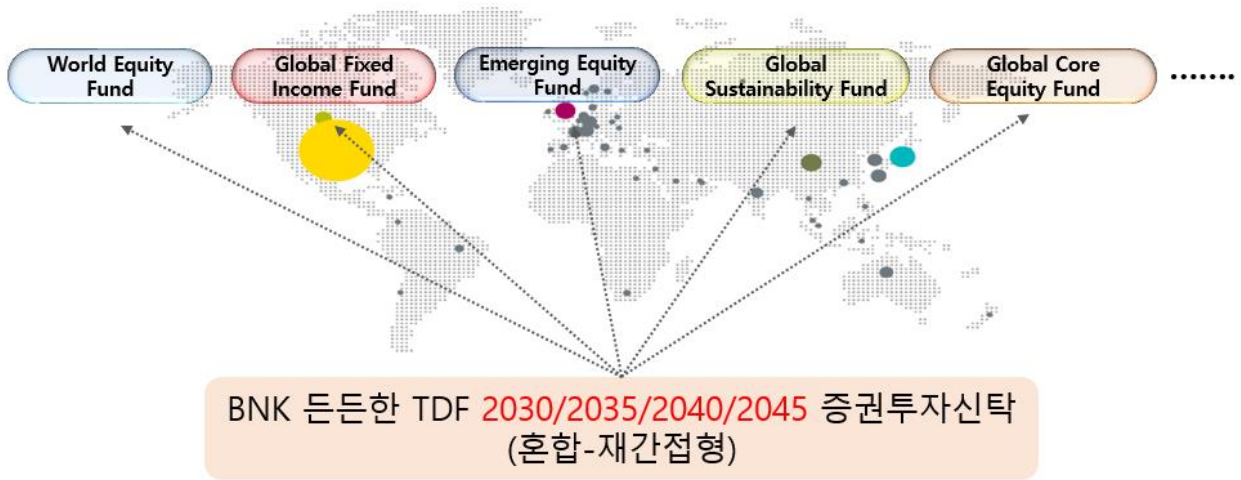 World Equity
Fund
Global Fixed
Income Fund
Emerging Equity
Fund
Global
Sustainability Fund
Global Core
Equity Fund
·······
BNK 든든한 TDF 2030/2035/2040/2045 증권투자신탁
(혼합-재간접형)